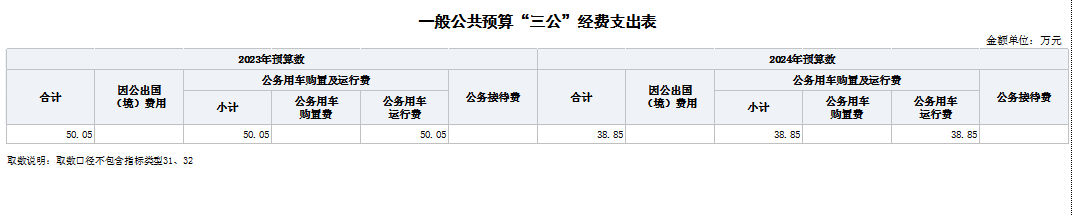 一般公共预算“三公”经费支出表
金额单位：万元
2023年预算数 2024年预算数
合计 因公出国（境）费用 公务用车购置及运行费 公务接待费 合计 因公出国（境）费用 公务用车购置及运行费 公务接待费
小计 公务用车购置费 公务用车运行费 小计 公务用车购置费 公务用车运行费
50.05 50.05 50.05 38.85 38.85 38.85
取数说明：取数口径不包含指标类型31、32